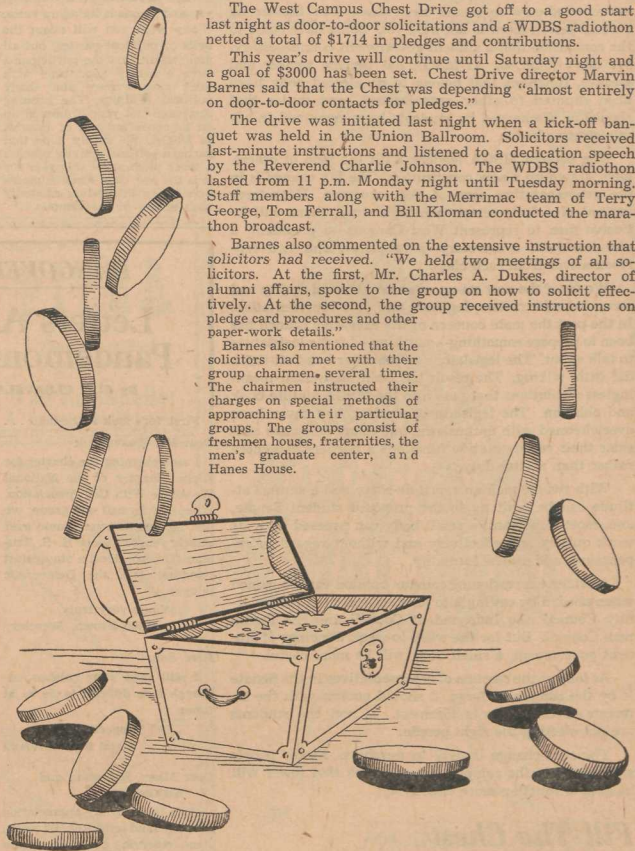 The West Campus Chest Drive got off to a good start
last night as door-to-door solicitations and a WDBS radiothon
netted a total of $1714 in pledges and contributions.
This year's drive will continue until Saturday night and
a goal of $3000 has been set. Chest Drive director Marvin
Barnes said that the Chest was depending "almost entirely
on door-to-door contacts for pledges."
The drive was initiated last night when a kick-off ban-
quet was held in the Union Ballroom. Solicitors received
last-minute instructions and listened to a dedication speech
by the Reverend Charlie Johnson. The WDBS radiothon
lasted from 11 p.m. Monday night until Tuesday morning.
Staff members along with the Merrimac team of Terry
George, Tom Ferrall, and Bill Kloman conducted the mara-
thon broadcast.
Barnes also commented on the extensive instruction that
solicitors had received. "We held two meetings of all so-
licitors. At the first, Mr. Charles A. Dukes, director of
alumni affairs, spoke to the group on how to solicit effec-
tively. At the second, the group received instructions on
pledge card procedures and other
paper-work details."
Barnes also mentioned that the
solicitors had met with their
group chairmen several times.
The chairmen instructed their
charges on special methods of
approaching their particular
groups. The groups consist of
freshmen houses, fraternities, the
men's graduate center, and
Hanes House.